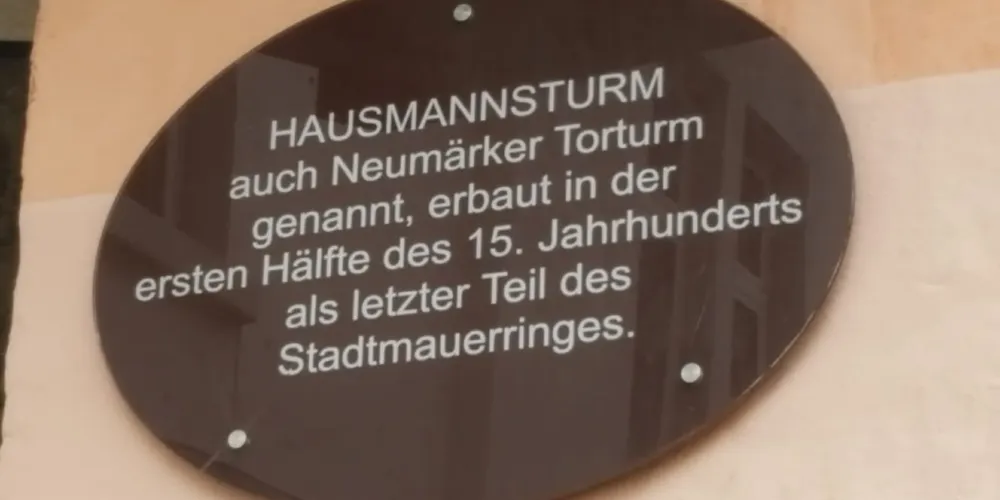 HAUSMANNSTURM
auch Neumärker Torturm
genannt, erbaut in der
ersten Hälfte des 15. Jahrhunderts
als letzter Teil des
Stadtmauerringes.